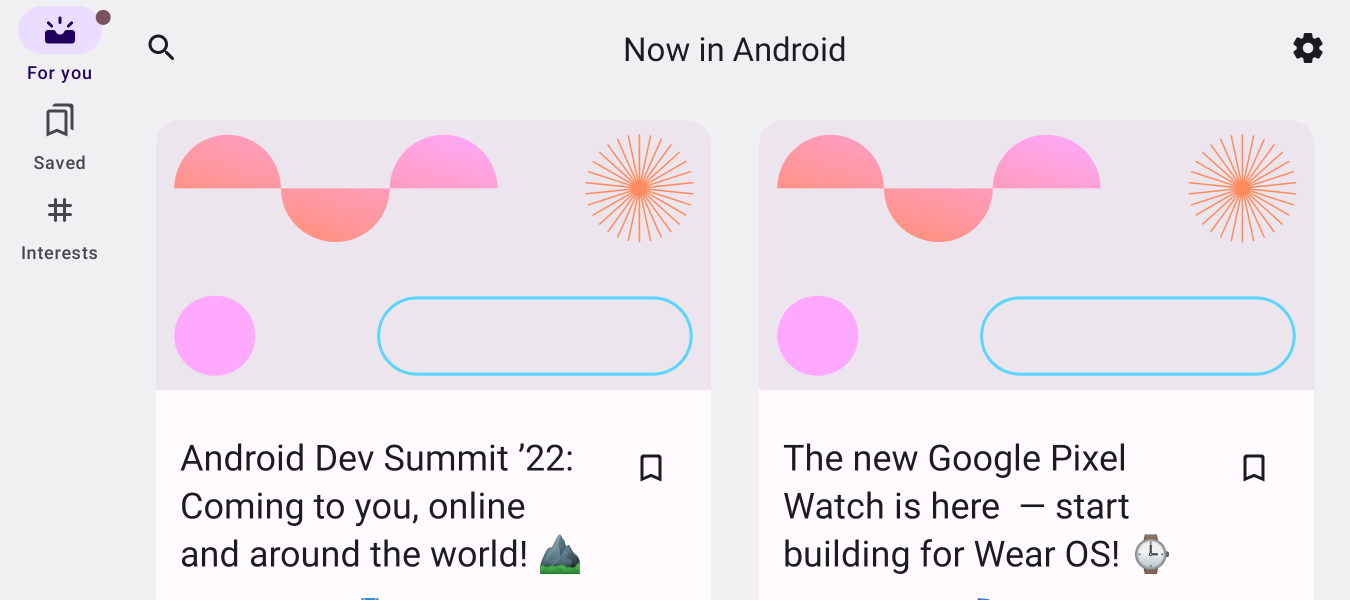 For you
Saved
Interests
Now in Android
Android Dev Summit ’22:
Coming to you, online
and around the world! ⛰️
The new Google Pixel
Watch is here  — start
building for Wear OS! ⌚